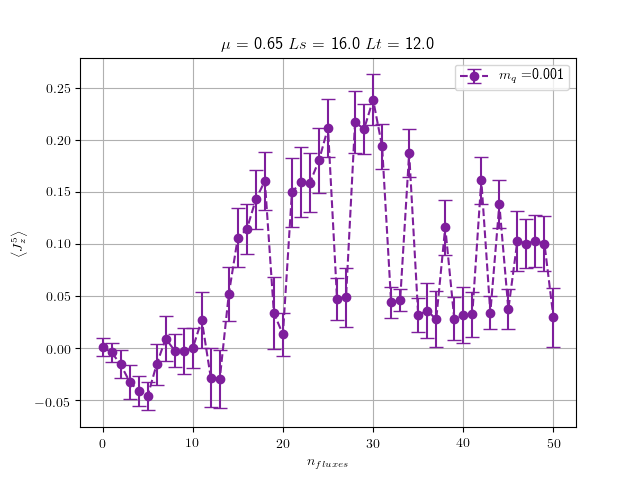 μ = 0.65 Ls = 16.0 Lt = 12.0
m_q =0.001
0.25
0.20
0.15
0.10
0.05
0.00
−0.05
⟨J_z^5⟩
0 10 20 30 40 50
n_fluxes